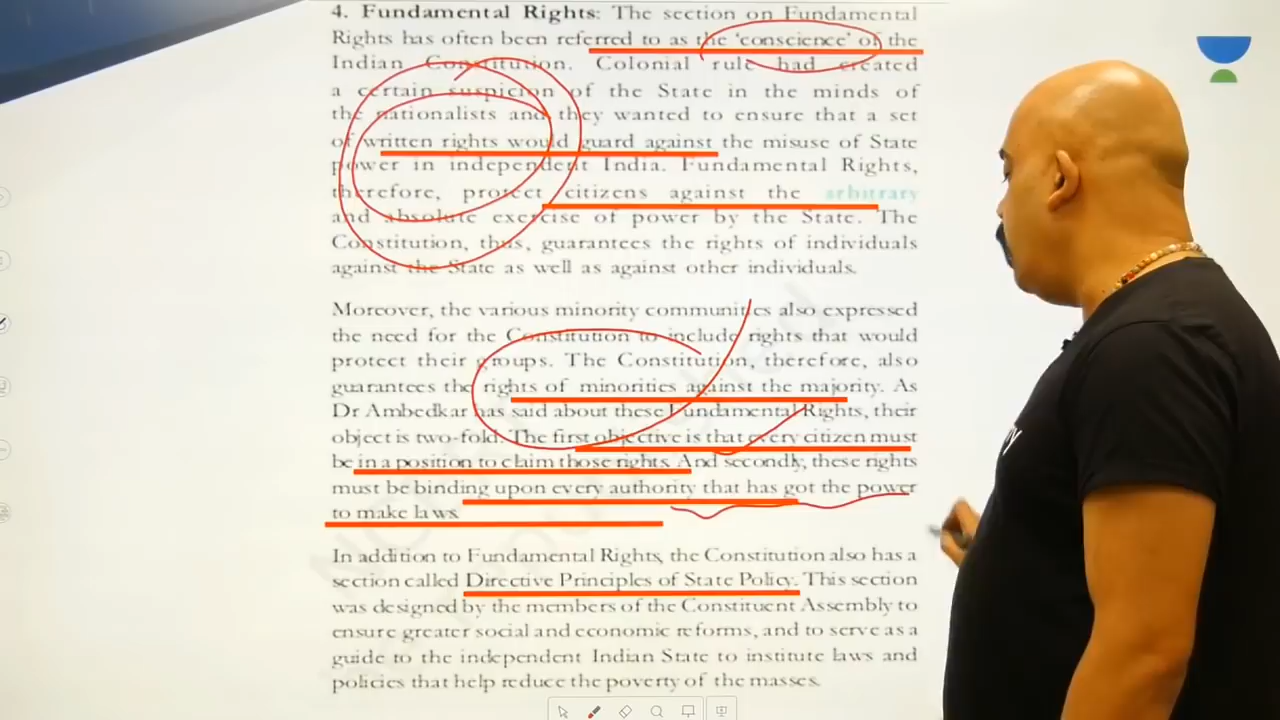 4. Fundamental Rights: The section on Fundamental
Rights has often been referred to as the ‘conscience’ of the
Indian Constitution. Colonial rule had created
a certain suspicion of the State in the minds of
the nationalists and they wanted to ensure that a set
of written rights would guard against the misuse of State
power in independent India. Fundamental Rights,
therefore, protect citizens against the arbitrary
and absolute exercise of power by the State. The
Constitution, thus, guarantees the rights of individuals
against the State as well as against other individuals.
Moreover, the various minority communities also expressed
the need for the Constitution to include rights that would
protect their groups. The Constitution, therefore, also
guarantees the rights of minorities against the majority. As
Dr Ambedkar has said about these Fundamental Rights, their
object is two-fold. The first objective is that every citizen must
be in a position to claim those rights. And secondly, these rights
must be binding upon every authority that has got the power
to make laws.
In addition to Fundamental Rights, the Constitution also has a
section called Directive Principles of State Policy. This section
was designed by the members of the Constituent Assembly to
ensure greater social and economic reforms, and to serve as a
guide to the independent Indian State to institute laws and
policies that help reduce the poverty of the masses.